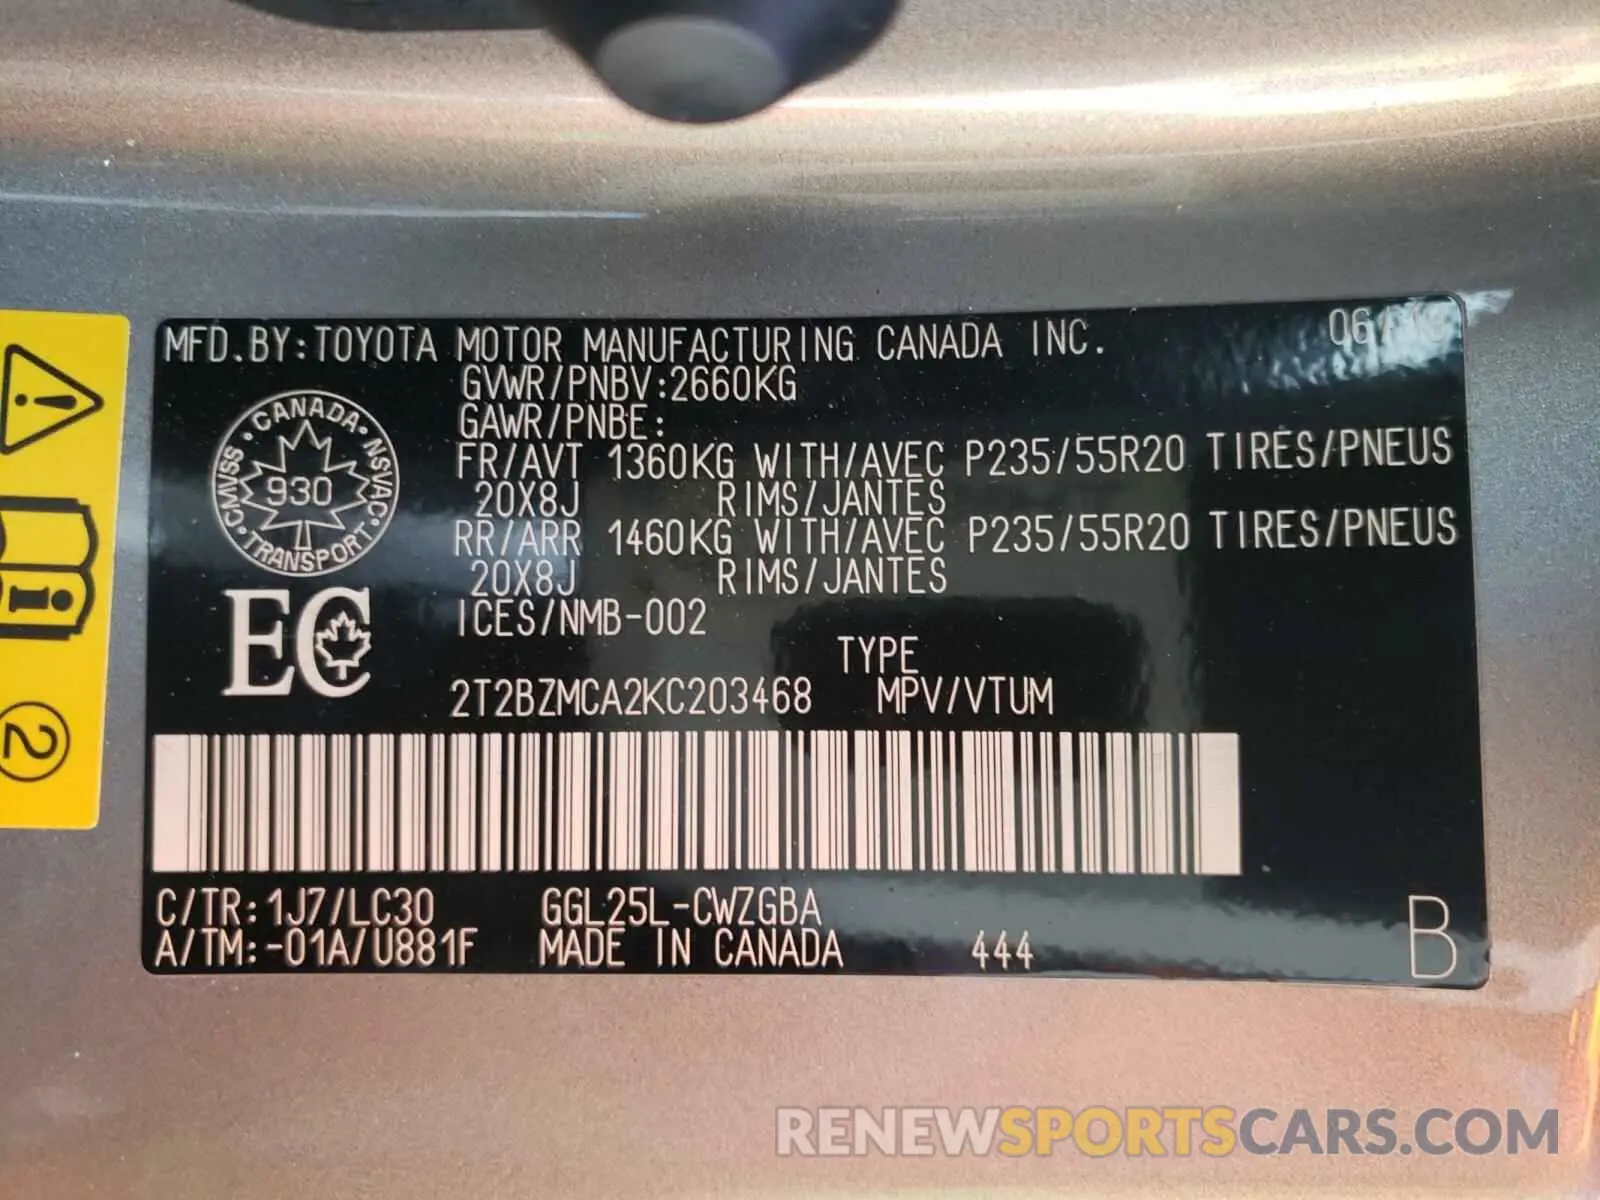 MFD.BY:TOYOTA MOTOR MANUFACTURING CANADA INC.
GVWR/PNBV:2660KG
GAWR/PNBE:
FR/AVT 1360KG WITH/AVEC P235/55R20 TIRES/PNEUS
20X8J RIMS/JANTES
RR/ARR 1460KG WITH/AVEC P235/55R20 TIRES/PNEUS
20X8J RIMS/JANTES
ICES/NMB-002
CANADA · NSVAC · TRANSPORT · CMVSS ·
930
EC
TYPE
2T2BZMCA2KC203468 MPV/VTUM
C/TR:1J7/LC30 GGL25L-CWZGBA
A/TM:-01A/U881F MADE IN CANADA 444
B
2
RENEWSPORTSCARS.COM